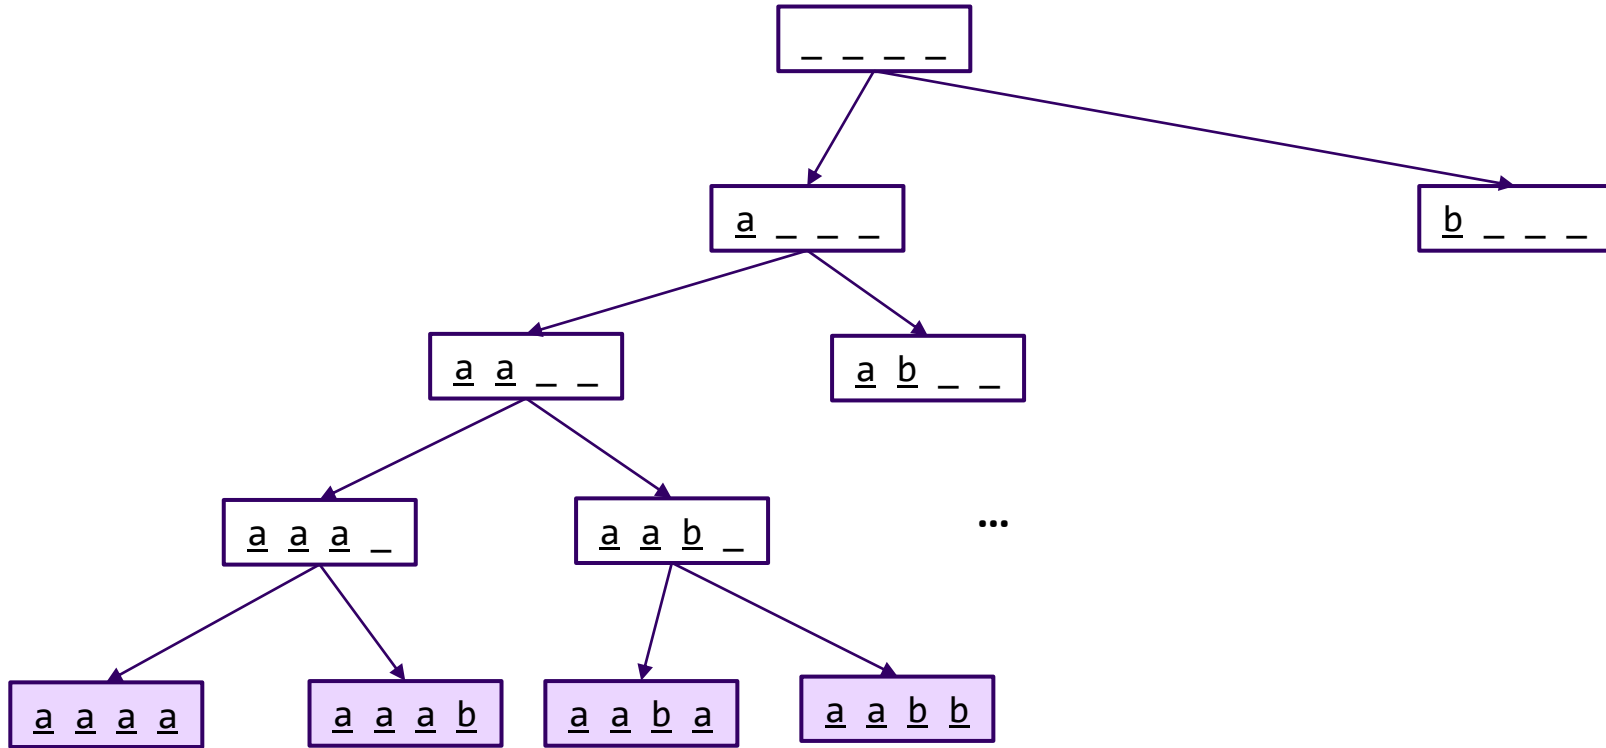 _ _ _ _
a _ _ _
b _ _ _
a a _ _
a b _ _
a a a _
a a b _
...
a a a a
a a a b
a a b a
a a b b